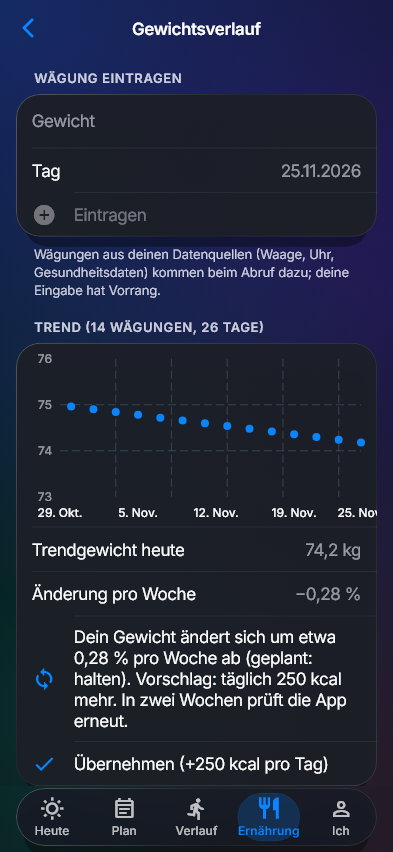 Gewichtsverlauf
WÄGUNG EINTRAGEN
Gewicht
Tag 25.11.2026
Eintragen
Wägungen aus deinen Datenquellen (Waage, Uhr,
Gesundheitsdaten) kommen beim Abruf dazu; deine
Eingabe hat Vorrang.
TREND (14 WÄGUNGEN, 26 TAGE)
76
75
74
73
29. Okt. 5. Nov. 12. Nov. 19. Nov. 25. Nov
Trendgewicht heute 74,2 kg
Änderung pro Woche −0,28 %
Dein Gewicht ändert sich um etwa
0,28 % pro Woche ab (geplant:
halten). Vorschlag: täglich 250 kcal
mehr. In zwei Wochen prüft die App
erneut.
Übernehmen (+250 kcal pro Tag)
Heute Plan Verlauf Ernährung Ich